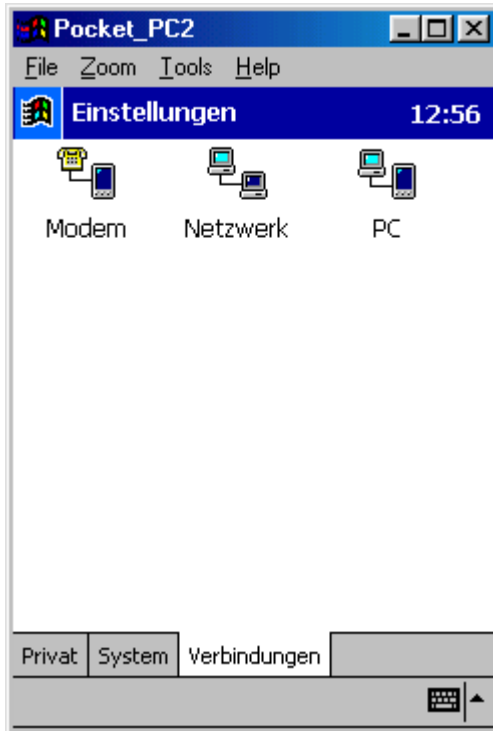 Pocket_PC2
File Zoom Tools Help
Einstellungen 12:56
Modem Netzwerk PC
Privat System Verbindungen